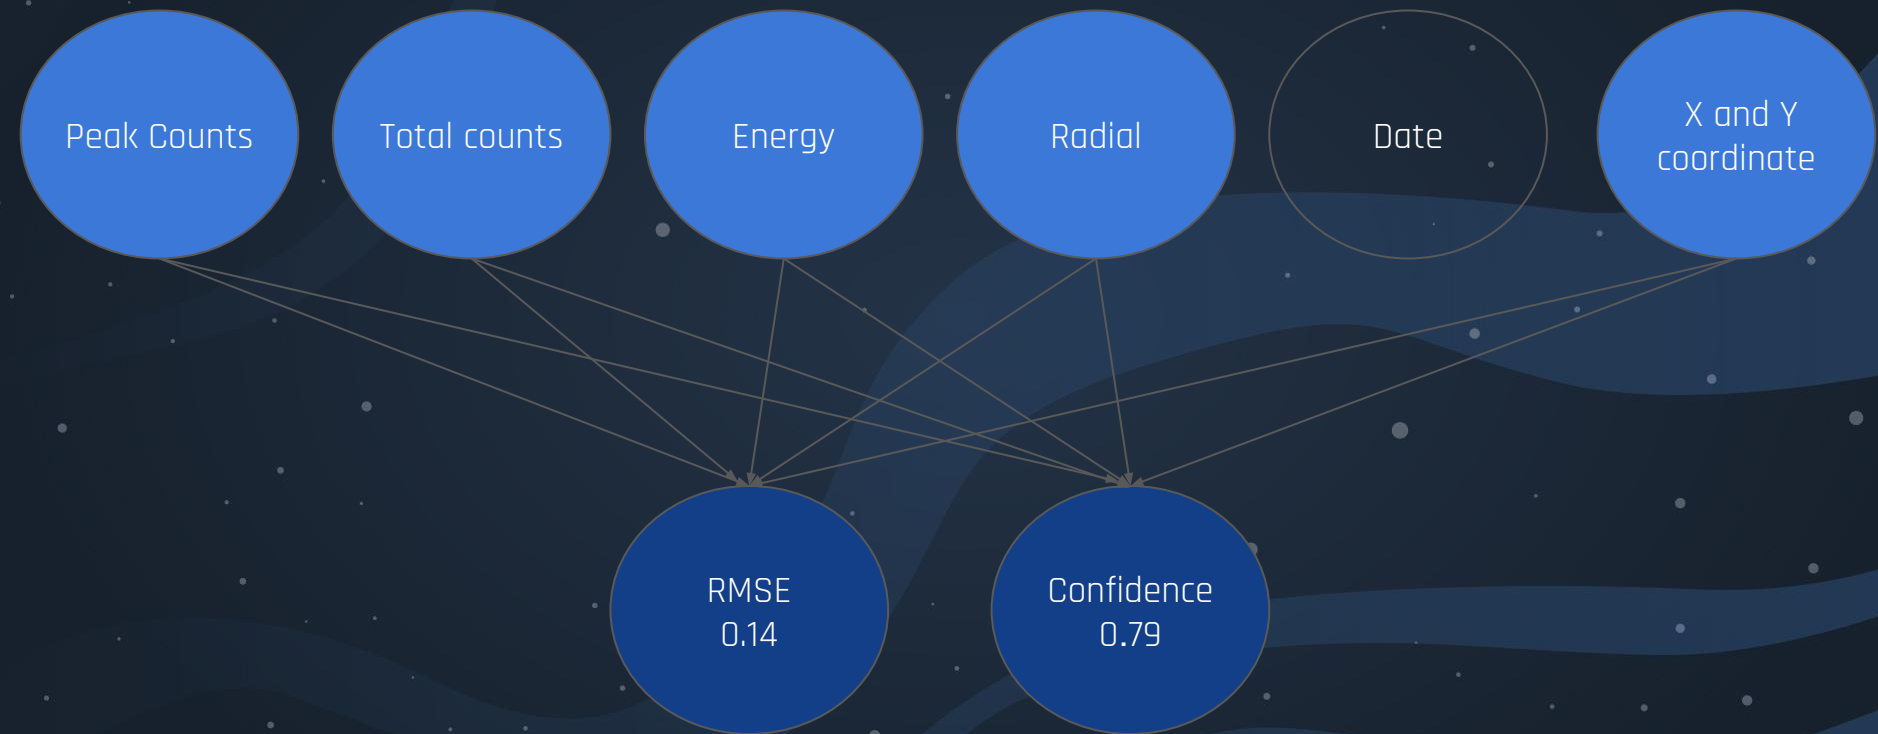 Peak Counts
Total counts
Energy
Radial
Date
X and Y
coordinate
RMSE
0.14
Confidence
0.79